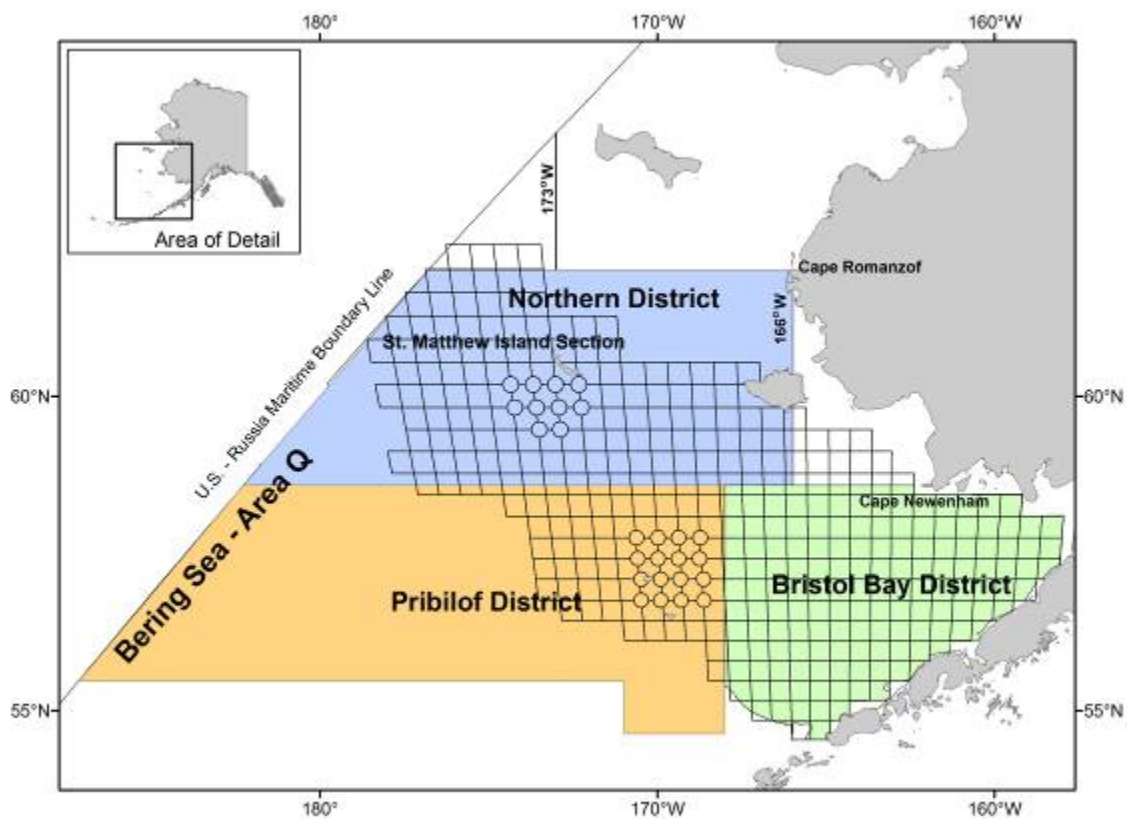 180°
170°W
160°W
Area of Detail
173°W
Cape Romanzof
Northern District
166°W
U.S. - Russia Maritime Boundary Line
St. Matthew Island Section
60°N
60°N
Bering Sea - Area Q
Cape Newenham
Bristol Bay District
Pribilof District
55°N
55°N
180°
170°W
160°W